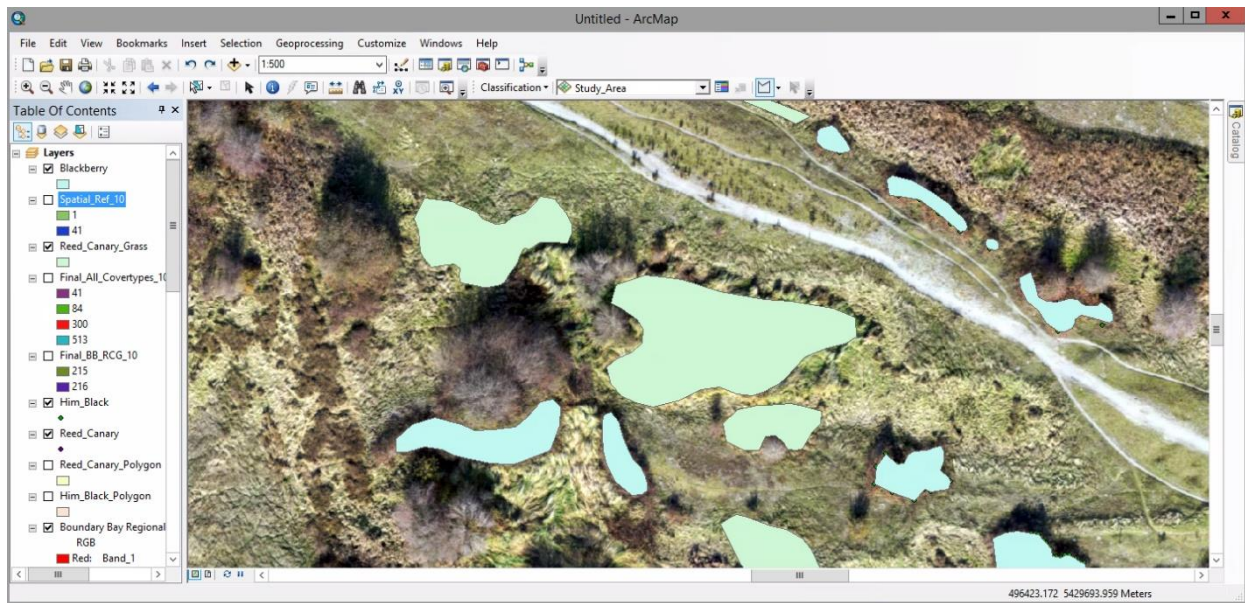 Untitled - ArcMap
File Edit View Bookmarks Insert Selection Geoprocessing Customize Windows Help
1:500
Classification Study_Area
Table Of Contents
Layers
Blackberry
Spatial_Ref_10
1
41
Reed_Canary_Grass
Final_All_Covertypes_10
41
84
300
513
Final_BB_RCG_10
215
216
Him_Black
Reed_Canary
Reed_Canary_Polygon
Him_Black_Polygon
Boundary Bay Regional
RGB
Red: Band_1
Catalog
496423.172 5429693.959 Meters